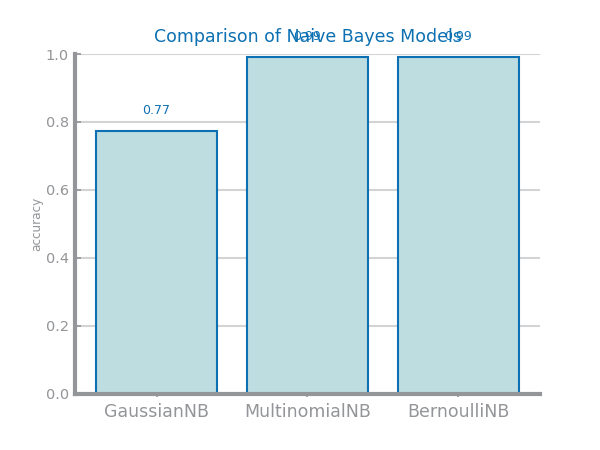 Comparison of Naive Bayes Models
0.99
0.99
0.77
1.0
0.8
0.6
0.4
0.2
0.0
accuracy
GaussianNB
MultinomialNB
BernoulliNB